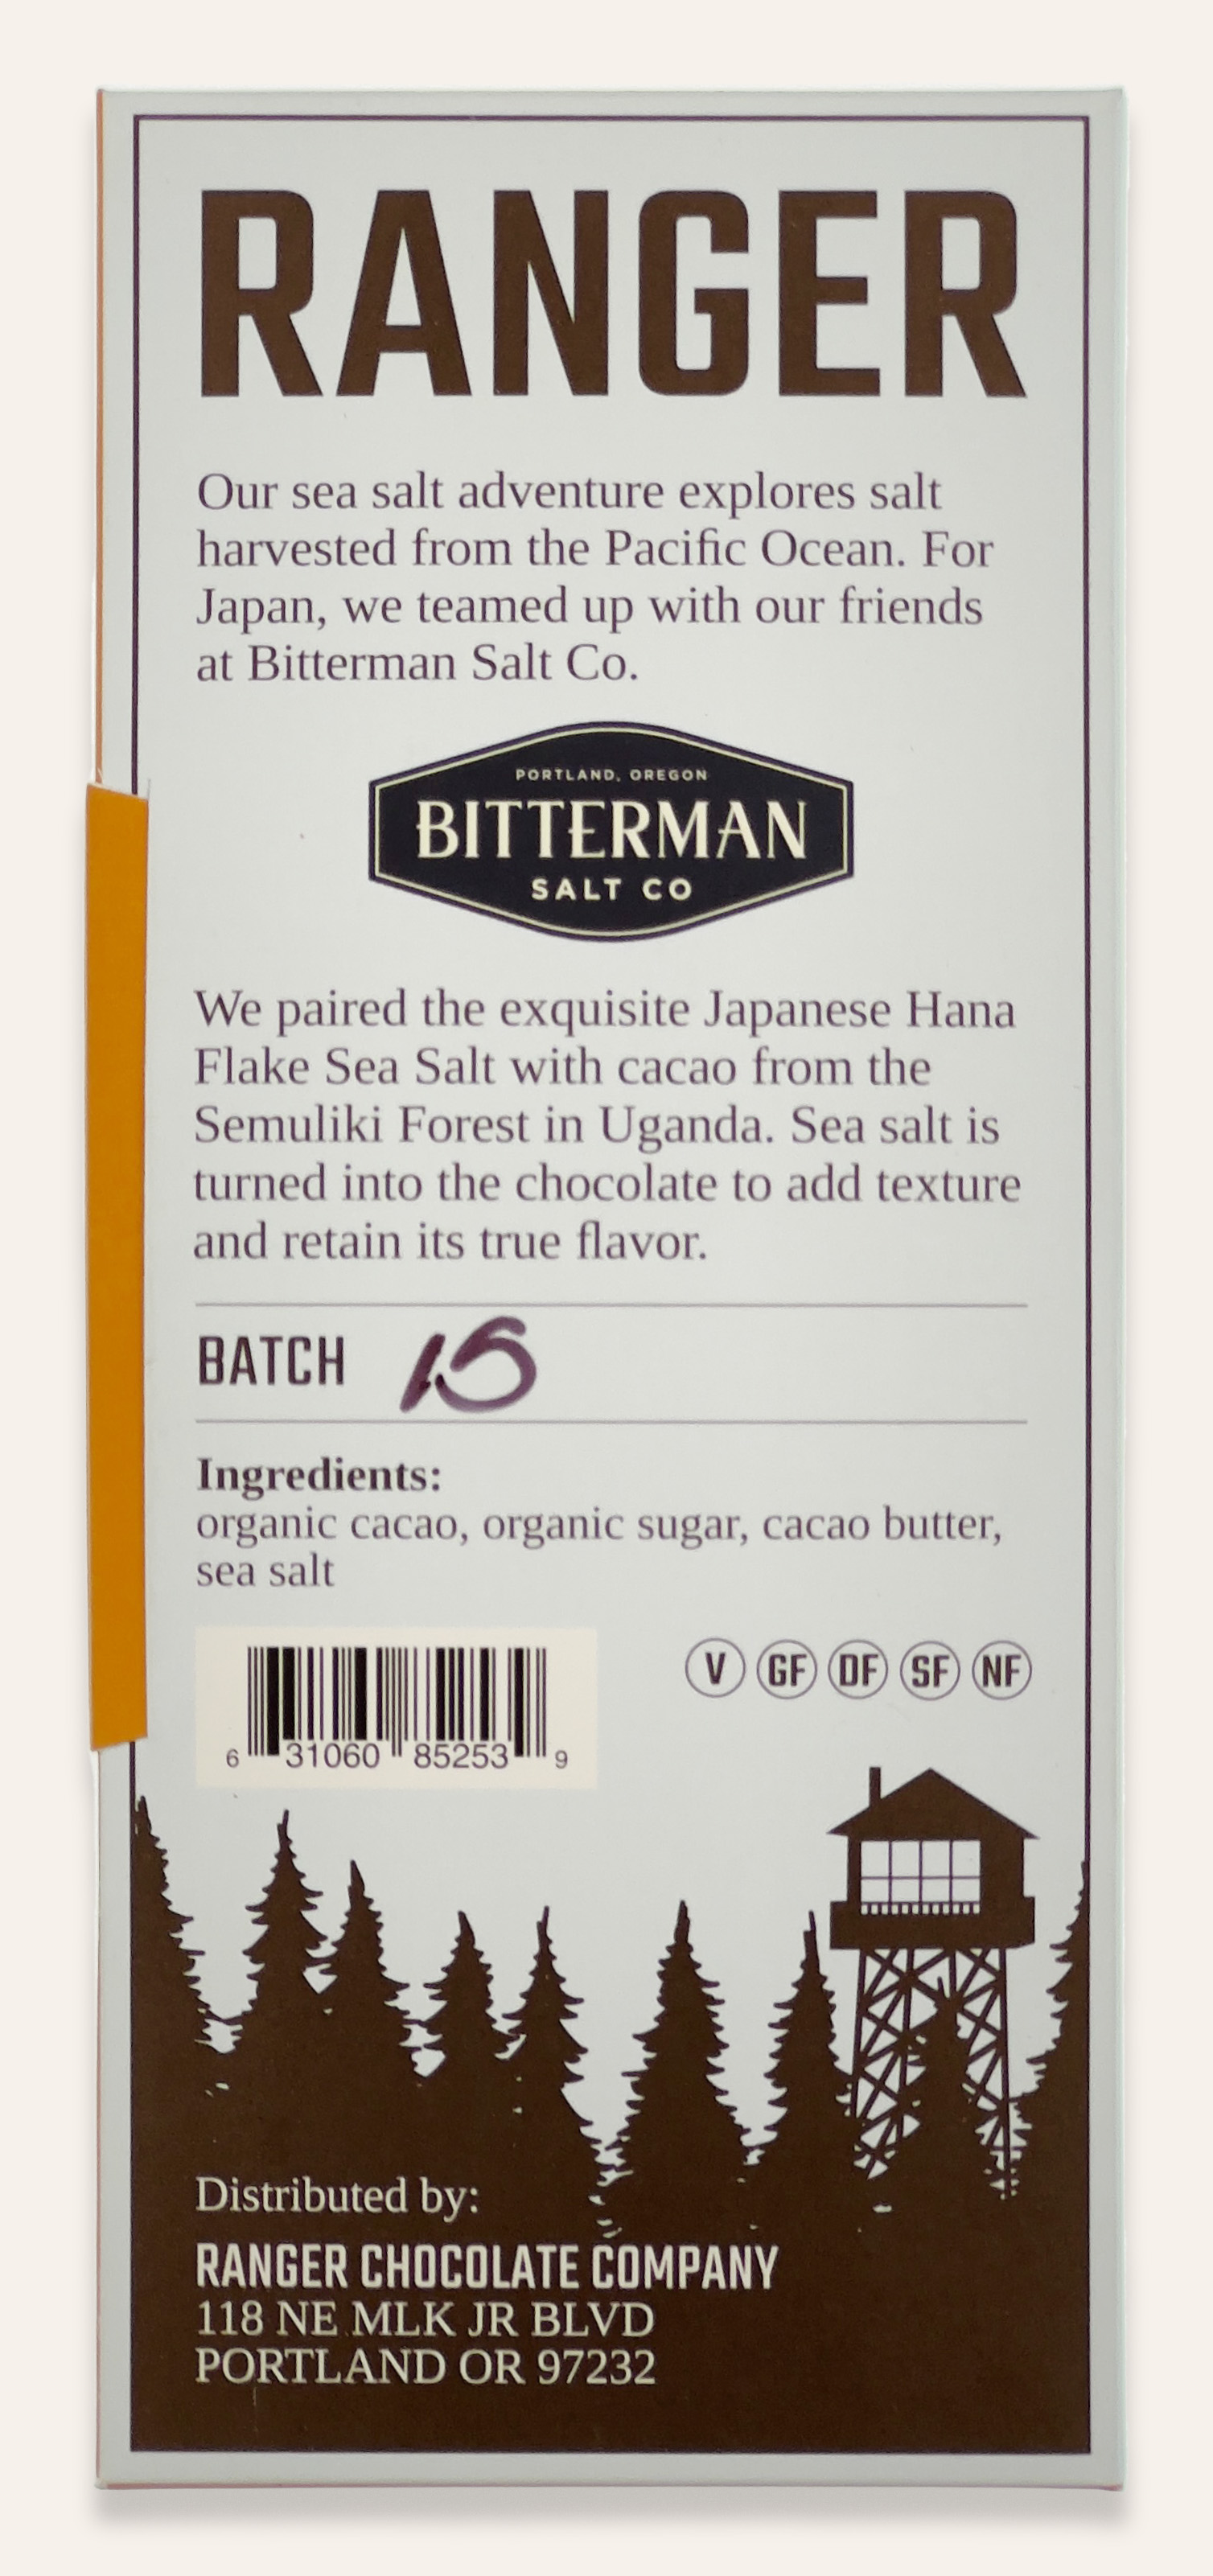 RANGER
Our sea salt adventure explores salt
harvested from the Pacific Ocean. For
Japan, we teamed up with our friends
at Bitterman Salt Co.
PORTLAND, OREGON
BITTERMAN
SALT CO
We paired the exquisite Japanese Hana
Flake Sea Salt with cacao from the
Semuliki Forest in Uganda. Sea salt is
turned into the chocolate to add texture
and retain its true flavor.
BATCH 15
Ingredients:
organic cacao, organic sugar, cacao butter,
sea salt
V GF DF SF NF
6 31060 85253 9
Distributed by:
RANGER CHOCOLATE COMPANY
118 NE MLK JR BLVD
PORTLAND OR 97232